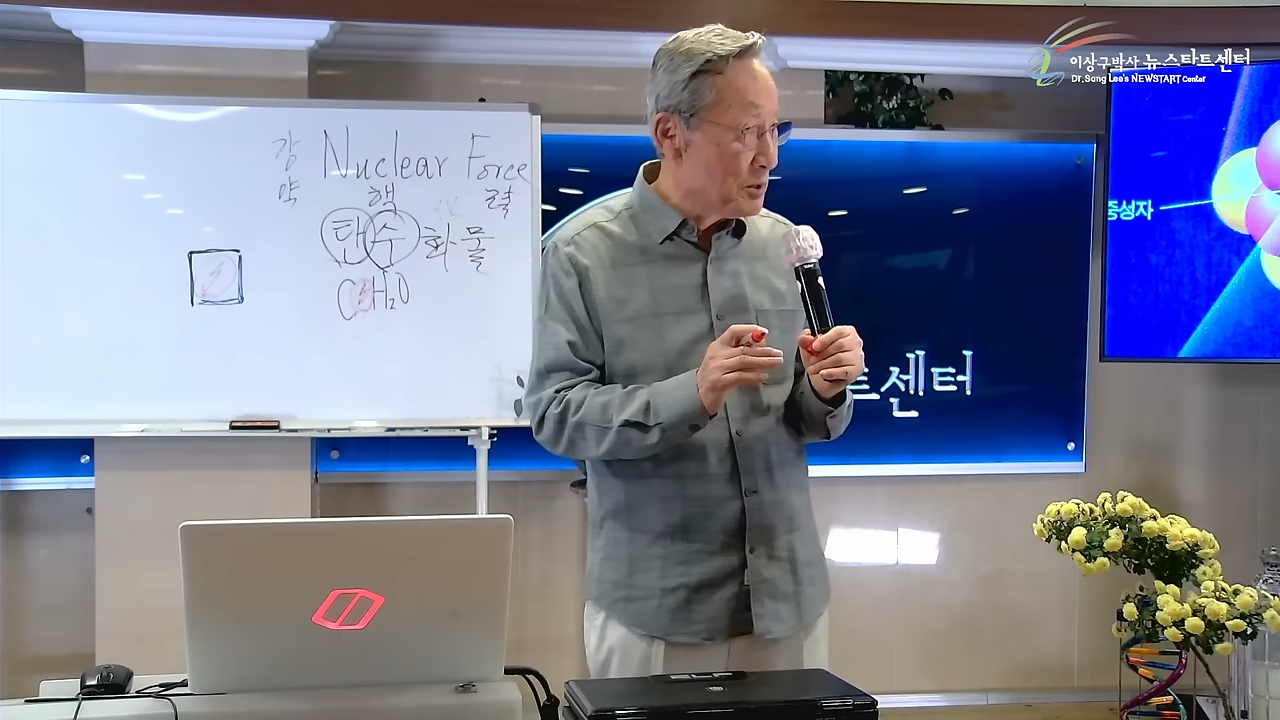 이상구박사 뉴스타트센터
Dr. Sang Lee's NEWSTART Center
강 Nuclear Force
약 핵 력
탄수화물
C H₂O
중성자
트센터